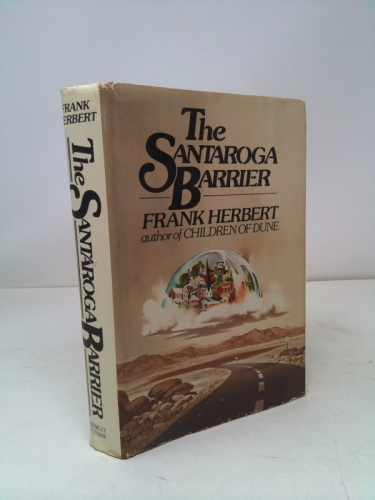 FRANK
HERBERT
The
SANTAROGA
BARRIER
The
SANTAROGA
BARRIER
FRANK HERBERT
author of CHILDREN OF DUNE